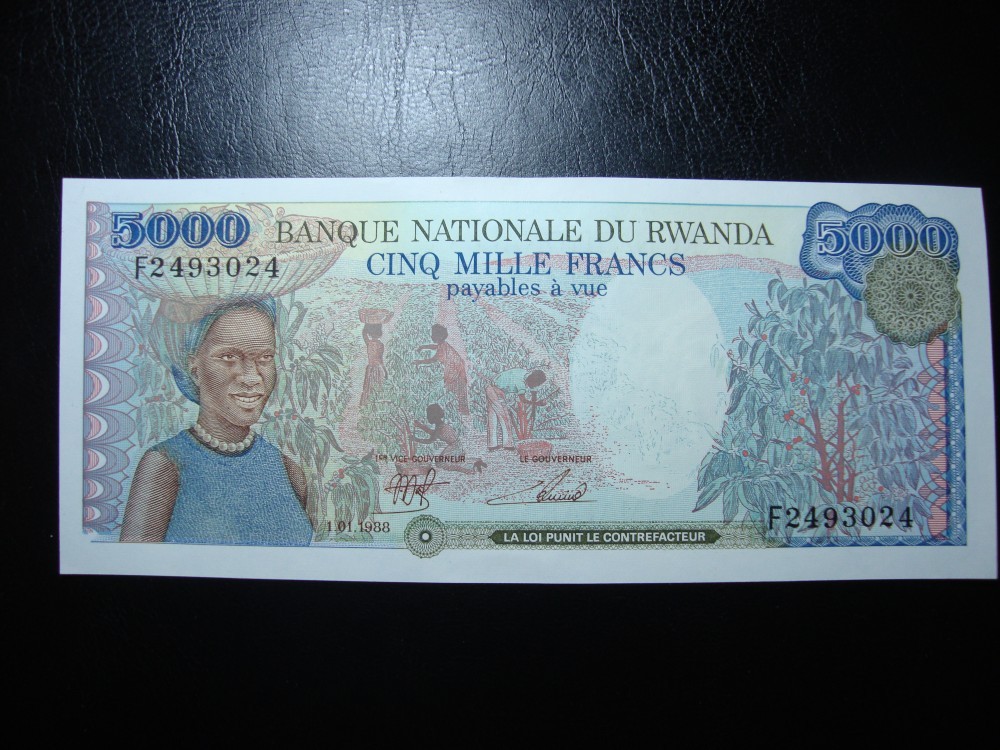 5000 BANQUE NATIONALE DU RWANDA 5000
F2493024 CINQ MILLE FRANCS
payables à vue
1ER VICE-GOUVERNEUR LE GOUVERNEUR
1.01.1988
LA LOI PUNIT LE CONTREFACTEUR
F2493024